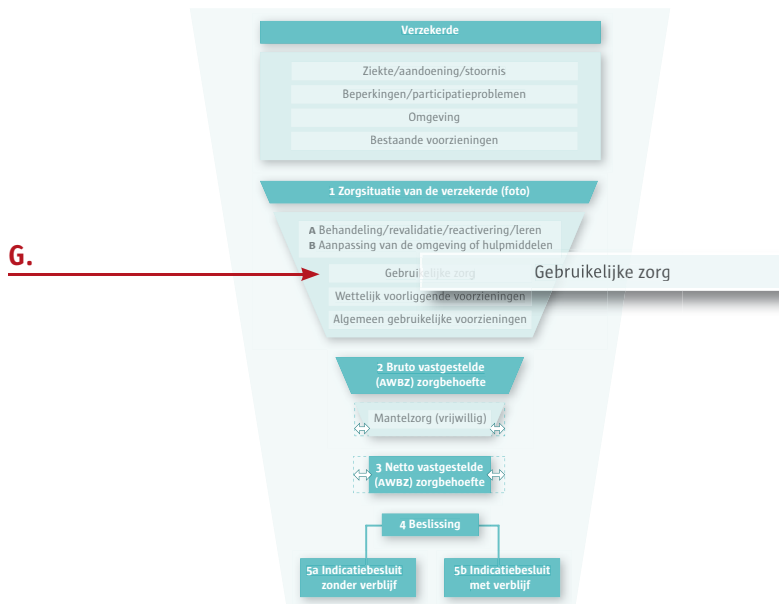 Verzekerde
Ziekte/aandoening/stoornis
Beperkingen/participatieproblemen
Omgeving
Bestaande voorzieningen
1 Zorgsituatie van de verzekerde (foto)
A Behandeling/revalidatie/reactivering/leren
B Aanpassing van de omgeving of hulpmiddelen
G.
Gebruikelijke zorg
Gebruikelijke zorg
Wettelijk voorliggende voorzieningen
Algemeen gebruikelijke voorzieningen
2 Bruto vastgestelde
(AWBZ) zorgbehoefte
Mantelzorg (vrijwillig)
3 Netto vastgestelde
(AWBZ) zorgbehoefte
4 Beslissing
5a Indicatiebesluit
zonder verblijf
5b Indicatiebesluit
met verblijf